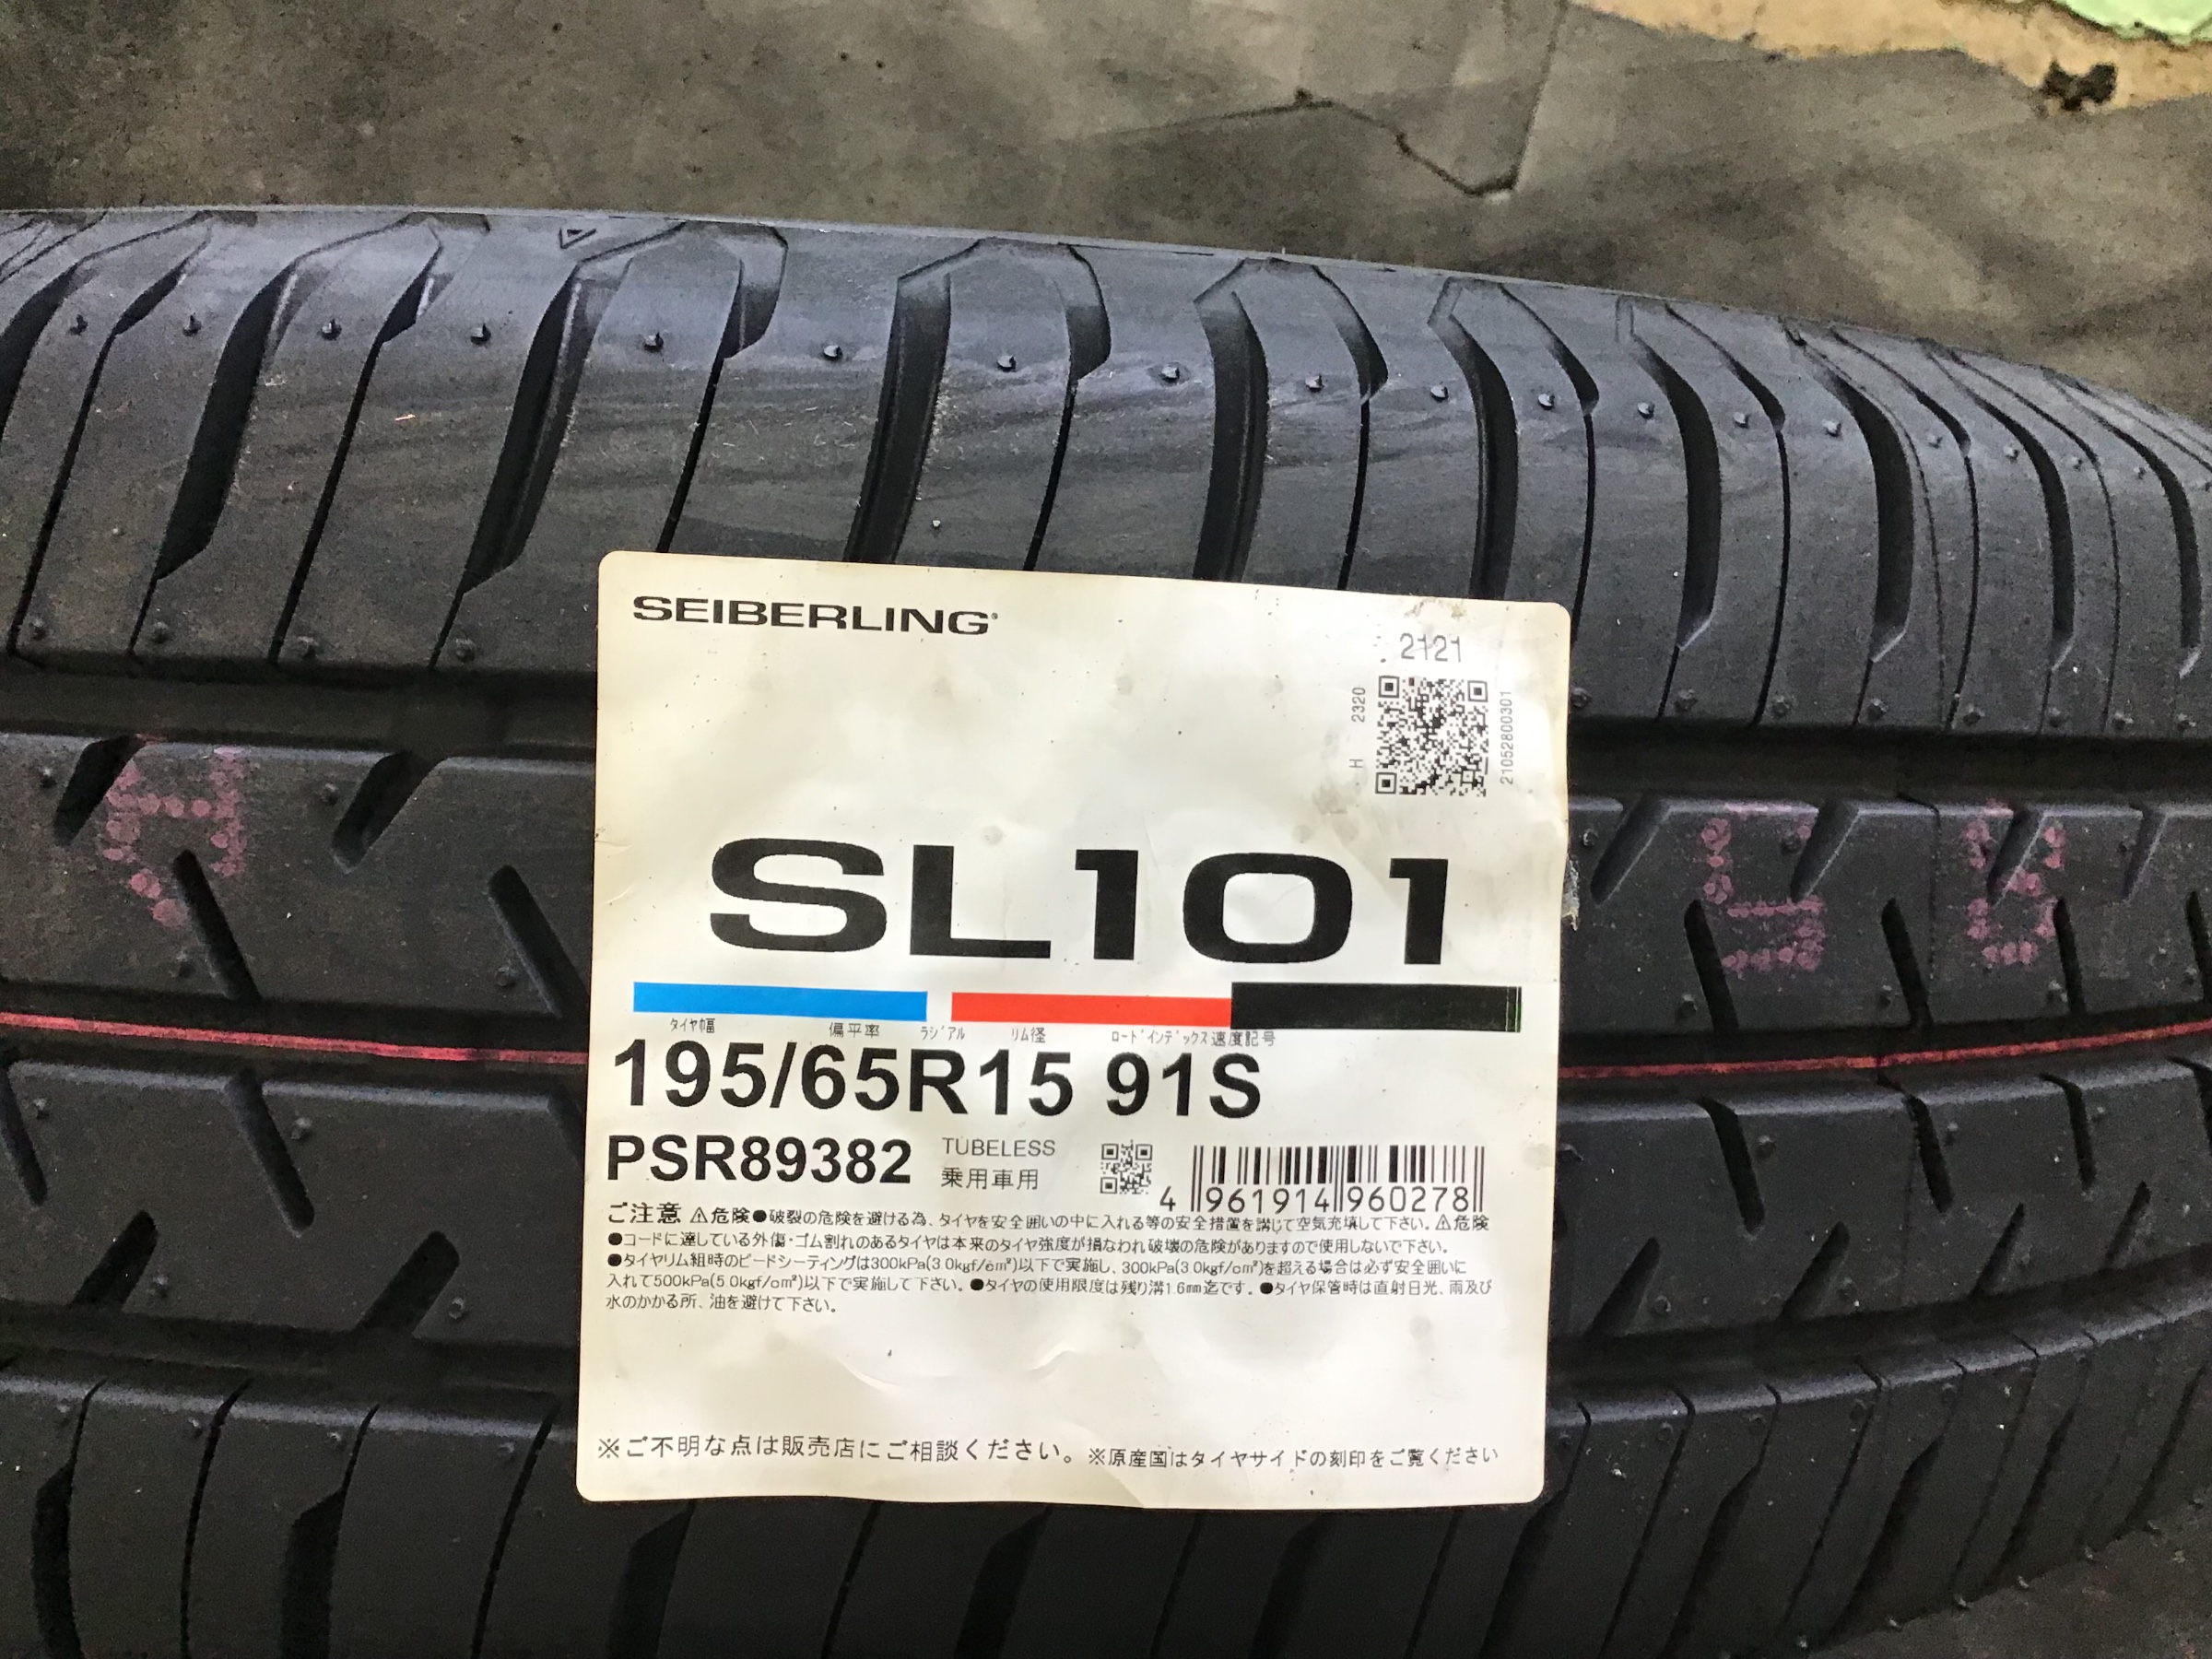 SEIBERLING
2121
H 2320
21052800301
SL101
タイヤ幅 偏平率 ラジアル リム径 ロードインデックス 速度記号
195/65R15 91S
PSR89382 TUBELESS
乗用車用
4 961914 960278
ご注意 ⚠危険●破裂の危険を避ける為、タイヤを安全囲いの中に入れる等の安全措置を講じて空気充填して下さい。⚠危険
●コードに達している外傷・ゴム割れのあるタイヤは本来のタイヤ強度が損なわれ破壊の危険がありますので使用しないで下さい。
●タイヤリム組時のビードシーティングは300kPa(3.0kgf/cm²)以下で実施し、300kPa(3.0kgf/cm²)を超える場合は必ず安全囲いに
入れて500kPa(5.0kgf/cm²)以下で実施して下さい。●タイヤの使用限度は残り溝1.6mm迄です。●タイヤ保管時は直射日光、雨及び
水のかかる所、油を避けて下さい。
※ご不明な点は販売店にご相談ください。※原産国はタイヤサイドの刻印をご覧ください